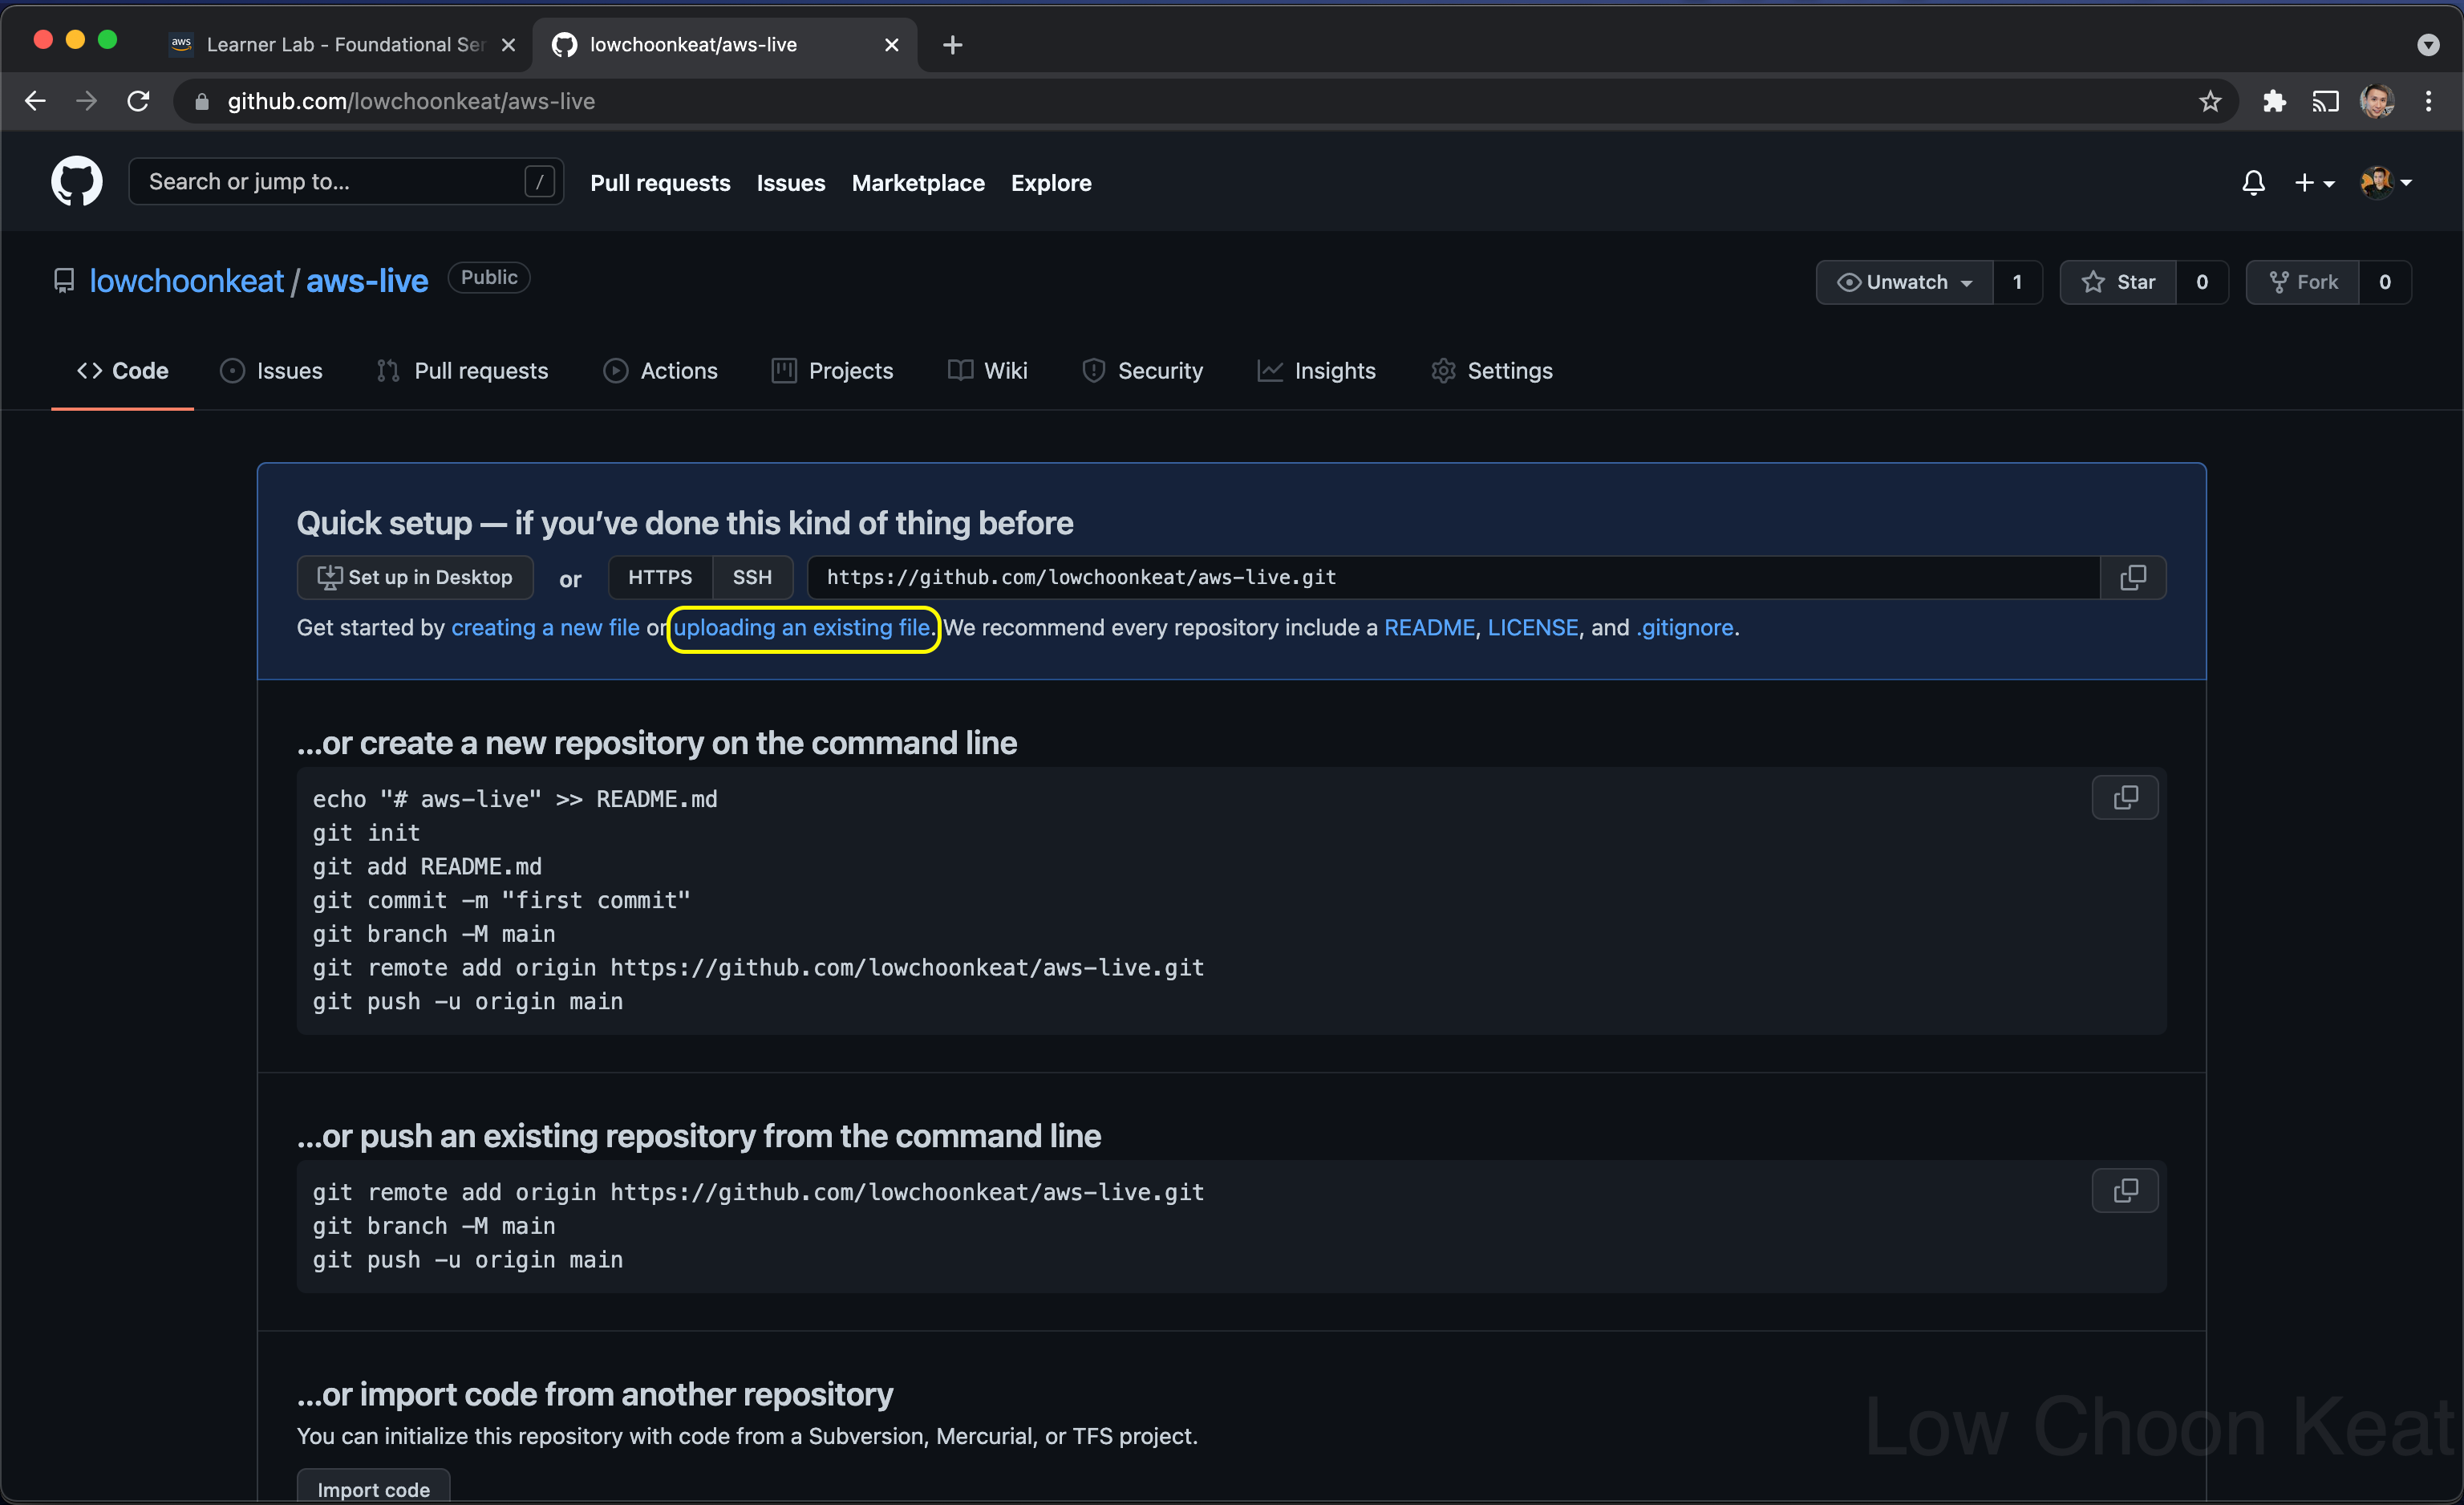 aws Learner Lab - Foundational Ser lowchoonkeat/aws-live
github.com/lowchoonkeat/aws-live
Search or jump to... / Pull requests Issues Marketplace Explore
lowchoonkeat / aws-live Public Unwatch 1 Star 0 Fork 0
Code Issues Pull requests Actions Projects Wiki Security Insights Settings
Quick setup — if you’ve done this kind of thing before
Set up in Desktop or HTTPS SSH https://github.com/lowchoonkeat/aws-live.git
Get started by creating a new file or uploading an existing file. We recommend every repository include a README, LICENSE, and .gitignore.
…or create a new repository on the command line
echo "# aws-live" >> README.md
git init
git add README.md
git commit -m "first commit"
git branch -M main
git remote add origin https://github.com/lowchoonkeat/aws-live.git
git push -u origin main
…or push an existing repository from the command line
git remote add origin https://github.com/lowchoonkeat/aws-live.git
git branch -M main
git push -u origin main
…or import code from another repository
You can initialize this repository with code from a Subversion, Mercurial, or TFS project.
Import code
Low Choon Keat